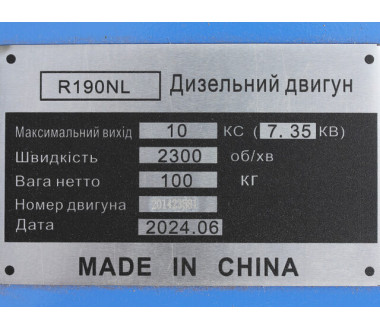 R190NL Дизельний двигун
Максимальний вихід 10 КС (7.35 КВ)
Швидкість 2300 об/хв
Вага нетто 100 КГ
Номер двигуна
Дата 2024.06
MADE IN CHINA